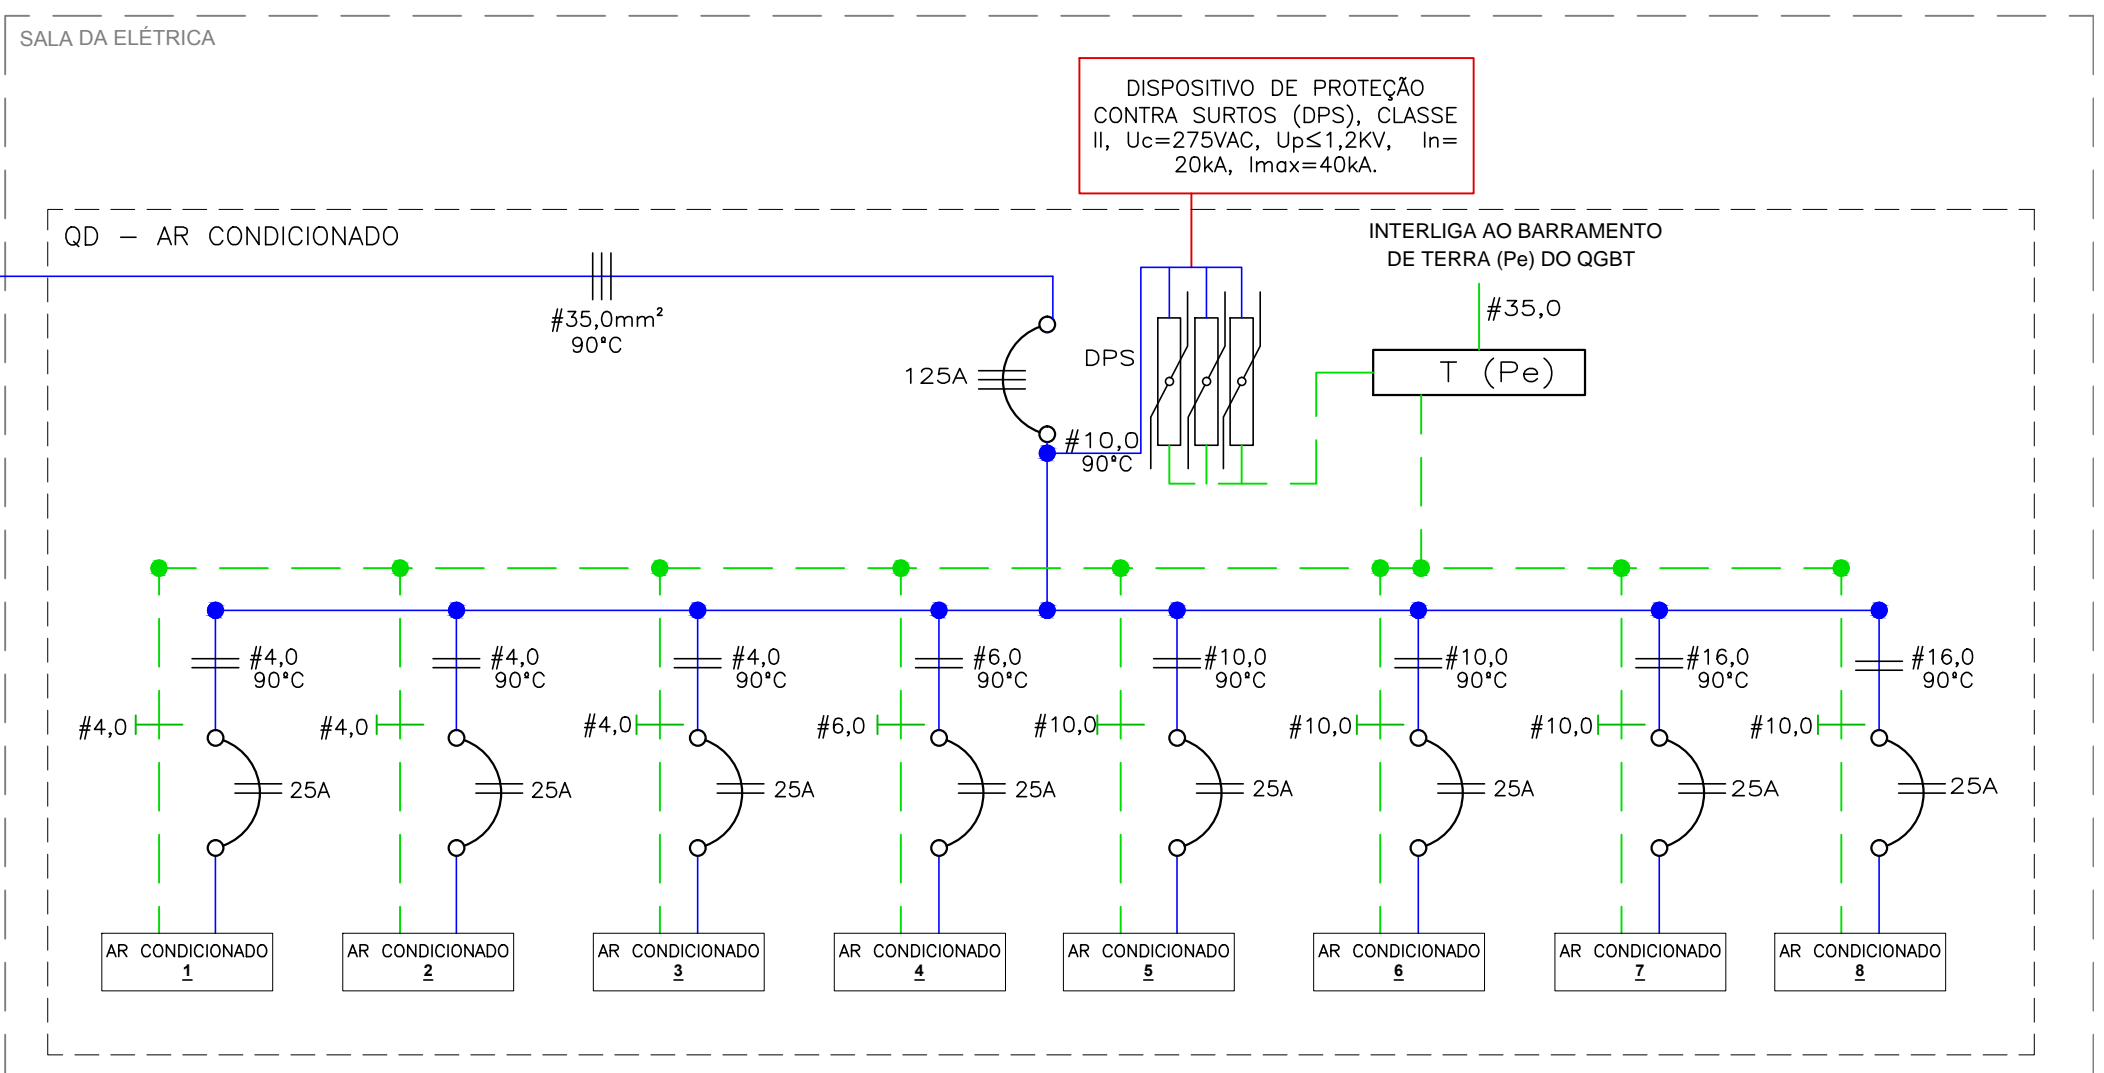 SALA DA ELÉTRICA
DISPOSITIVO DE PROTEÇÃO
CONTRA SURTOS (DPS), CLASSE
II, Uc=275VAC, Up≤1,2KV, In=
20kA, Imax=40kA.
QD – AR CONDICIONADO
INTERLIGA AO BARRAMENTO
DE TERRA (Pe) DO QGBT
#35,0mm²
90°C
#35,0
DPS
125A
T (Pe)
#10,0
90°C
#4,0
90°C
#4,0
90°C
#4,0
90°C
#6,0
90°C
#10,0
90°C
#10,0
90°C
#16,0
90°C
#16,0
90°C
#4,0
#4,0
#4,0
#6,0
#10,0
#10,0
#10,0
#10,0
25A
25A
25A
25A
25A
25A
25A
25A
AR CONDICIONADO
1
AR CONDICIONADO
2
AR CONDICIONADO
3
AR CONDICIONADO
4
AR CONDICIONADO
5
AR CONDICIONADO
6
AR CONDICIONADO
7
AR CONDICIONADO
8